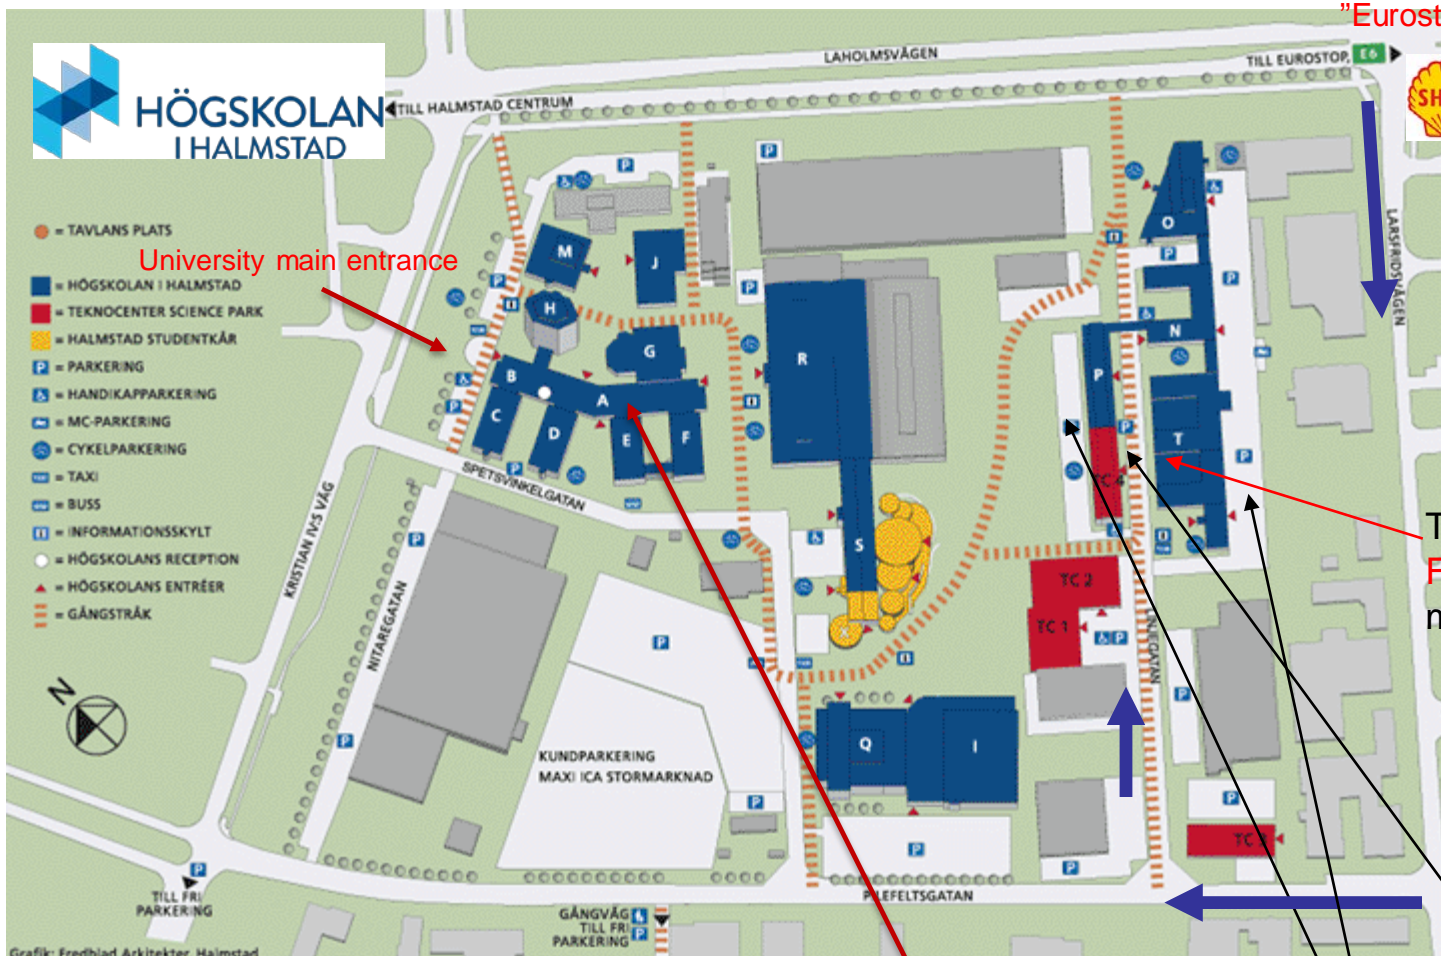 "Eurost
LAHOLMSVÄGEN
TILL EUROSTOP, E6
SH
HÖGSKOLAN
I HALMSTAD
TILL HALMSTAD CENTRUM
= TAVLANS PLATS
University main entrance
= HÖGSKOLAN I HALMSTAD
= TEKNOCENTER SCIENCE PARK
= HALMSTAD STUDENTKÅR
P = PARKERING
= HANDIKAPPARKERING
= MC-PARKERING
= CYKELPARKERING
= TAXI
= BUSS
i = INFORMATIONSSKYLT
= HÖGSKOLANS RECEPTION
= HÖGSKOLANS ENTRÉER
= GÅNGSTRÅK
M
J
H
G
B
A
C
D
E
F
R
S
O
N
P
T
TC 4
TC 2
TC 1
Q
I
TC 3
LARSFRIDSVÄGEN
SPETSVINKELGATAN
KRISTIAN IV:S VÄG
NITAREGATAN
LINJEGATAN
T
F
m
N
KUNDPARKERING
MAXI ICA STORMARKNAD
PILEFELTSGATAN
TILL FRI
PARKERING
GÅNGVÄG
TILL FRI
PARKERING
Grafik: Fredblad Arkitekter, Halmstad